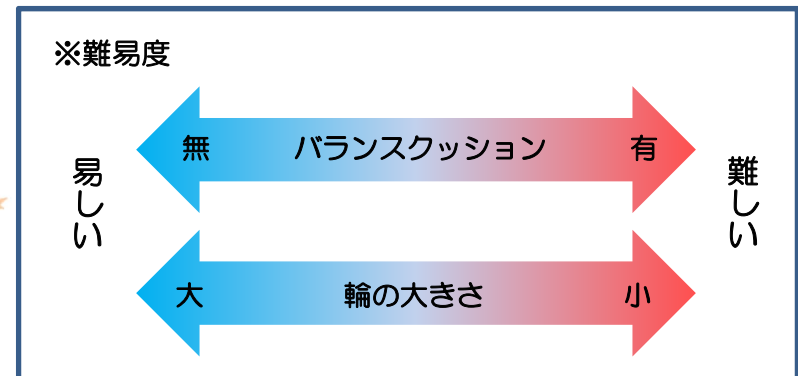 ※難易度
易しい
無 バランスクッション 有
難しい
大 輪の大きさ 小